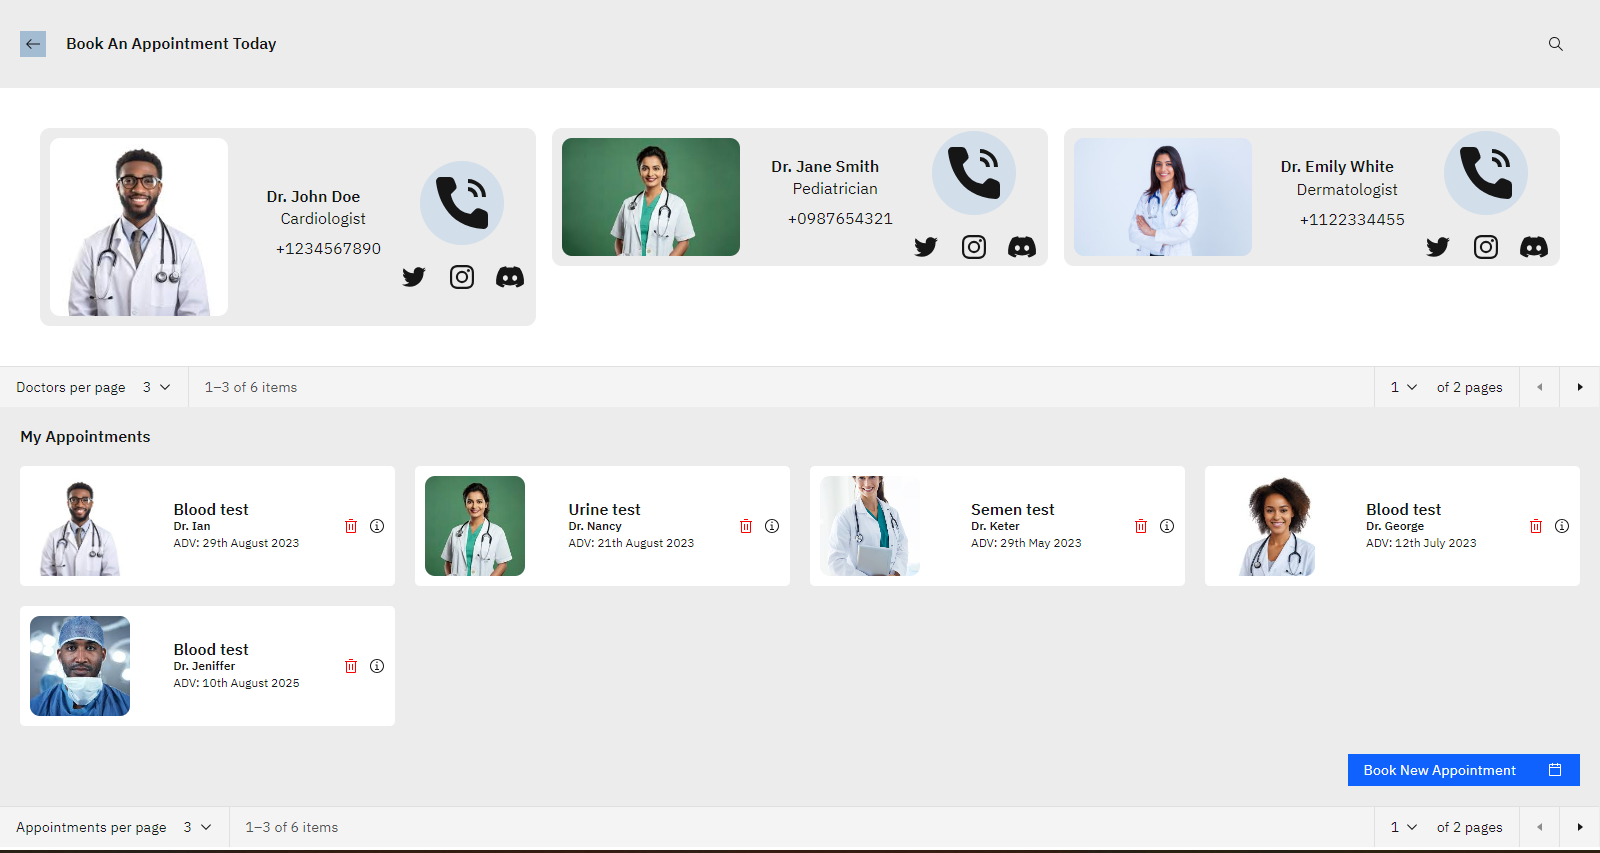 Book An Appointment Today
Dr. John Doe
Cardiologist
+1234567890
Dr. Jane Smith
Pediatrician
+0987654321
Dr. Emily White
Dermatologist
+1122334455
Doctors per page 3 1–3 of 6 items 1 of 2 pages
My Appointments
Blood test
Dr. Ian
ADV: 29th August 2023
Urine test
Dr. Nancy
ADV: 21th August 2023
Semen test
Dr. Keter
ADV: 29th May 2023
Blood test
Dr. George
ADV: 12th July 2023
Blood test
Dr. Jeniffer
ADV: 10th August 2025
Book New Appointment
Appointments per page 3 1–3 of 6 items 1 of 2 pages